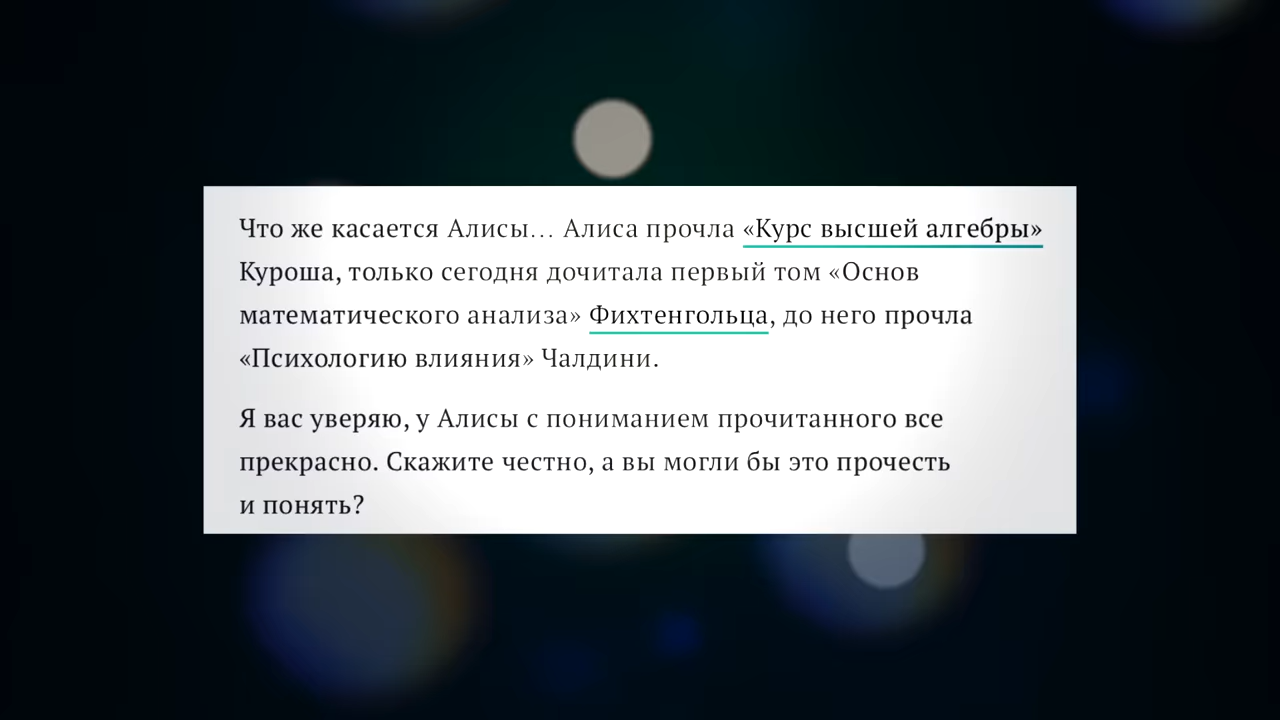 Что же касается Алисы… Алиса прочла «Курс высшей алгебры»
Куроша, только сегодня дочитала первый том «Основ
математического анализа» Фихтенгольца, до него прочла
«Психологию влияния» Чалдини.
Я вас уверяю, у Алисы с пониманием прочитанного все
прекрасно. Скажите честно, а вы могли бы это прочесть
и понять?